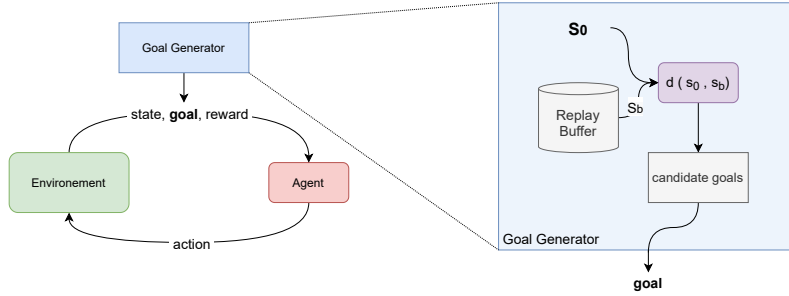 Goal Generator
state, goal, reward
Environement
Agent
action
S0
d ( s0 , sb)
Sb
Replay
Buffer
candidate goals
Goal Generator
goal